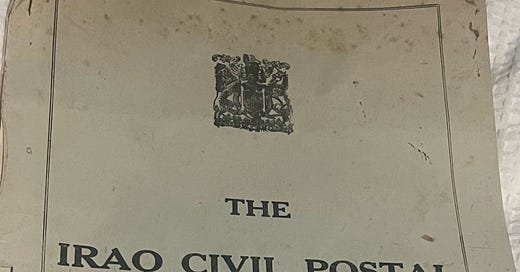 THE
IRAQ CIVIL POSTAL